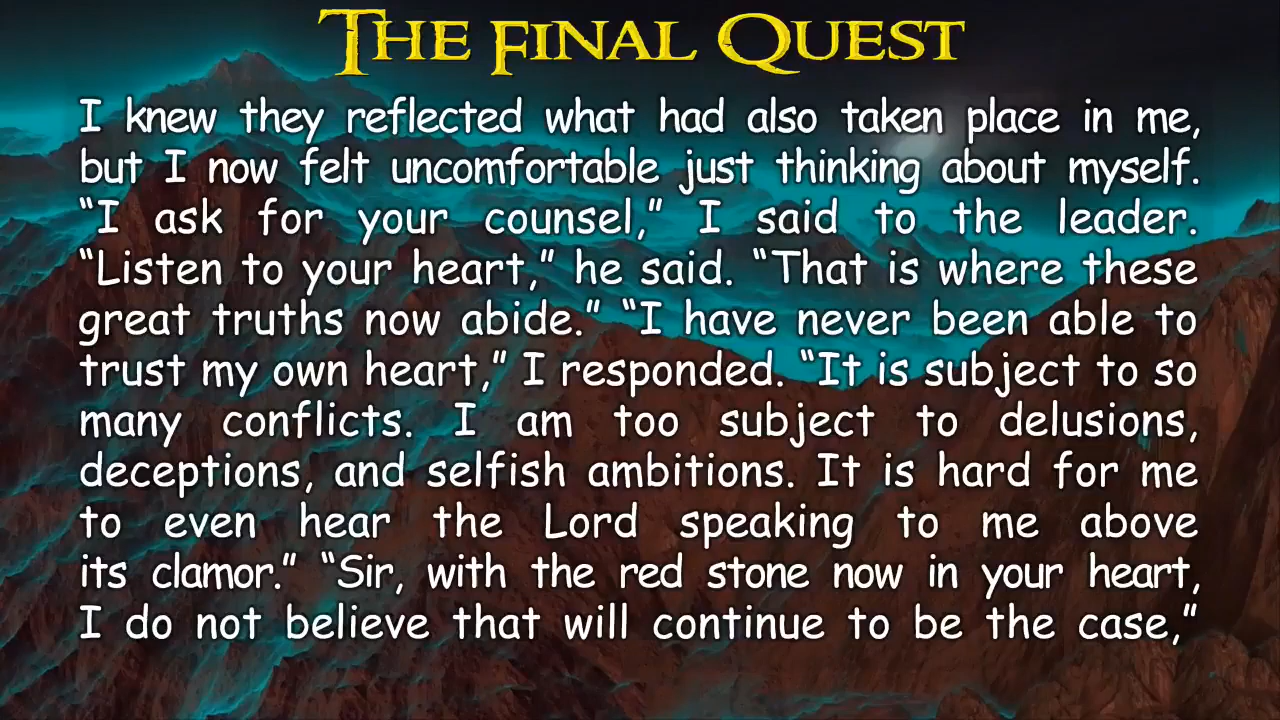 THE FINAL QUEST
I knew they reflected what had also taken place in me,
but I now felt uncomfortable just thinking about myself.
“I ask for your counsel,” I said to the leader.
“Listen to your heart,” he said. “That is where these
great truths now abide.” “I have never been able to
trust my own heart,” I responded. “It is subject to so
many conflicts. I am too subject to delusions,
deceptions, and selfish ambitions. It is hard for me
to even hear the Lord speaking to me above
its clamor.” “Sir, with the red stone now in your heart,
I do not believe that will continue to be the case,”